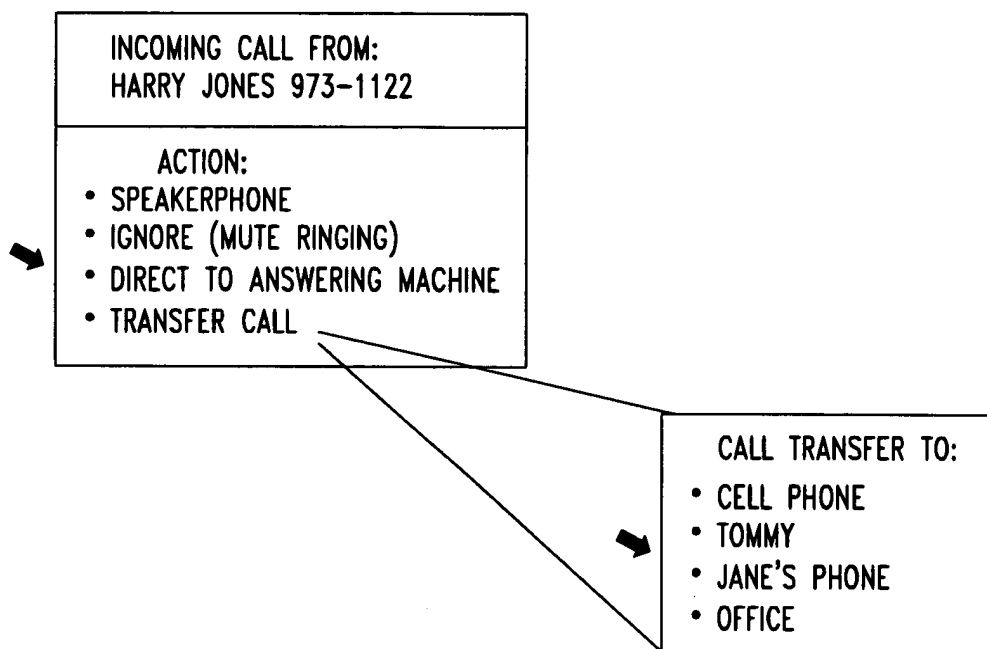 INCOMING CALL FROM:
HARRY JONES 973-1122
ACTION:
• SPEAKERPHONE
• IGNORE (MUTE RINGING)
• DIRECT TO ANSWERING MACHINE
• TRANSFER CALL
CALL TRANSFER TO:
• CELL PHONE
• TOMMY
• JANE'S PHONE
• OFFICE